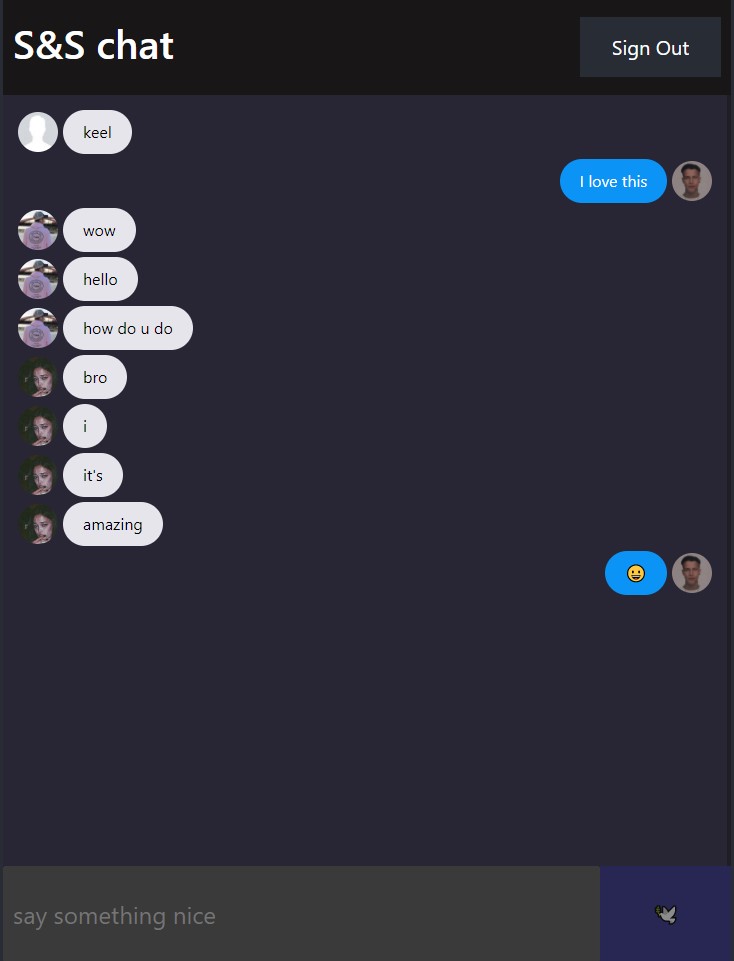 S&S chat
Sign Out
keel
I love this
wow
hello
how do u do
bro
i
it's
amazing
😀
say something nice
🕊️